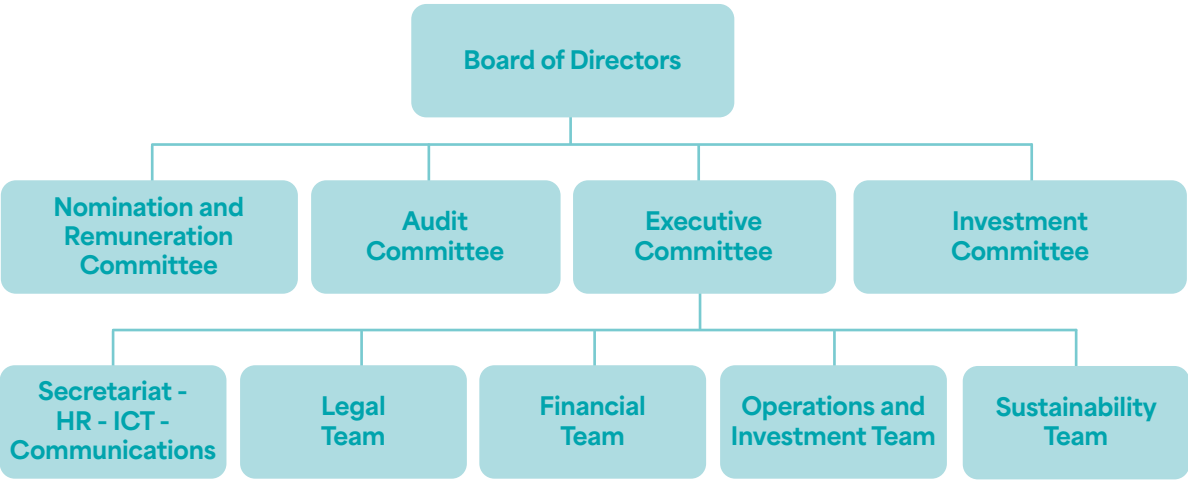 Board of Directors
Nomination and
Remuneration
Committee
Audit
Committee
Executive
Committee
Investment
Committee
Secretariat -
HR - ICT -
Communications
Legal
Team
Financial
Team
Operations and
Investment Team
Sustainability
Team